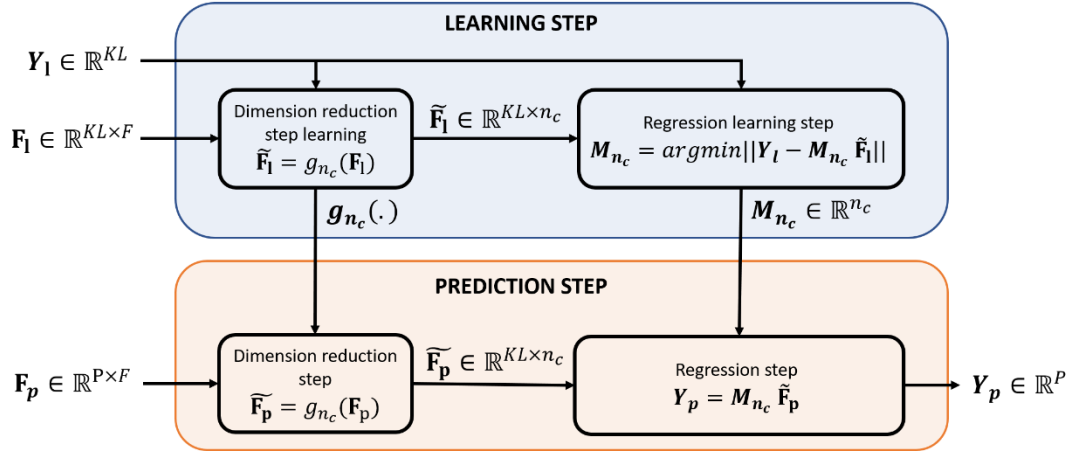 LEARNING STEP
𝒀_𝐥 ∈ ℝ^{𝐾𝐿}
𝐅_𝐥 ∈ ℝ^{𝐾𝐿×𝐹}
Dimension reduction
step learning
𝐅̃_𝐥 = 𝑔_{𝑛_𝑐}(𝐅_l)
𝐅̃_𝐥 ∈ ℝ^{𝐾𝐿×𝑛_𝑐}
Regression learning step
𝑴_{𝒏_𝒄} = 𝑎𝑟𝑔𝑚𝑖𝑛||𝒀_𝒍 − 𝑴_{𝒏_𝒄} 𝐅̃_𝐥||
𝒈_{𝒏_𝒄}(.)
𝑴_{𝒏_𝒄} ∈ ℝ^{𝑛_𝑐}
PREDICTION STEP
𝐅_𝒑 ∈ ℝ^{P×𝐹}
Dimension reduction
step
𝐅̃_𝐩 = 𝑔_{𝑛_𝑐}(𝐅_p)
𝐅̃_𝐩 ∈ ℝ^{𝐾𝐿×𝑛_𝑐}
Regression step
𝒀_𝒑 = 𝑴_{𝒏_𝒄} 𝐅̃_𝐩
𝒀_𝒑 ∈ ℝ^𝑃